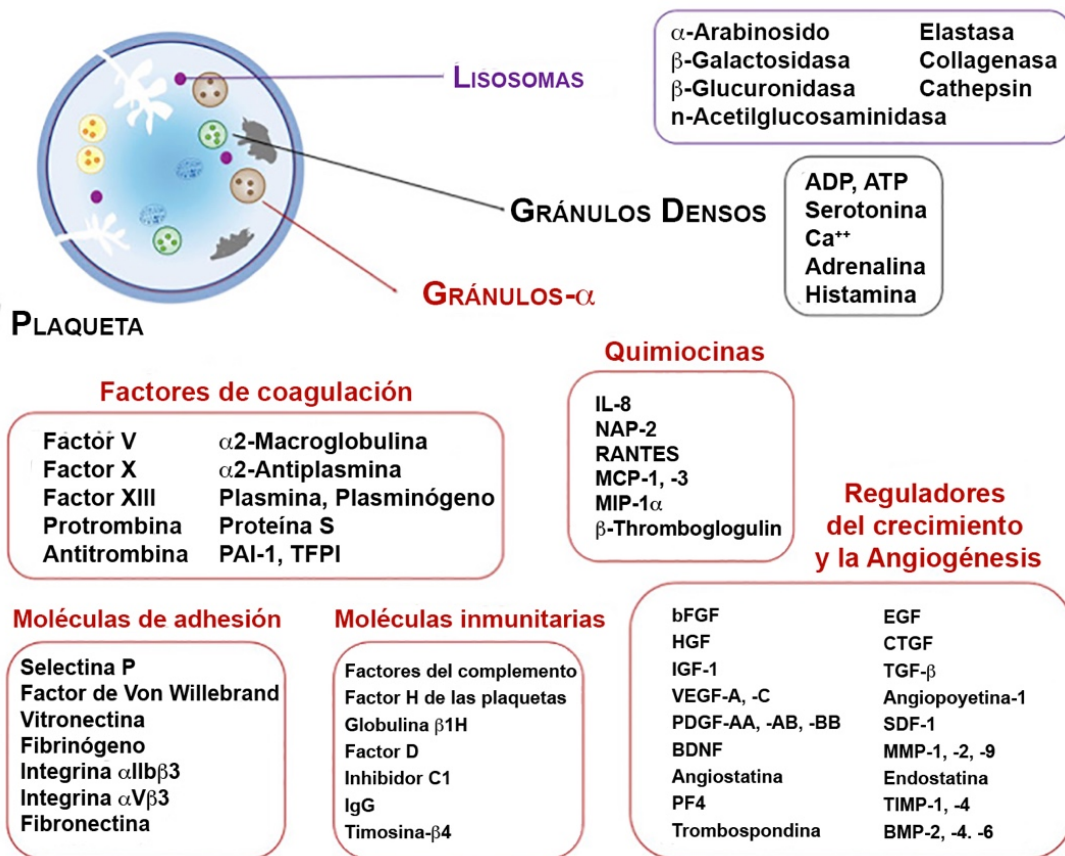 LISOSOMAS
α-Arabinosido Elastasa
β-Galactosidasa Collagenasa
β-Glucuronidasa Cathepsin
n-Acetilglucosaminidasa
GRÁNULOS DENSOS
ADP, ATP
Serotonina
Ca⁺⁺
Adrenalina
Histamina
GRÁNULOS-α
PLAQUETA
Factores de coagulación
Factor V α2-Macroglobulina
Factor X α2-Antiplasmina
Factor XIII Plasmina, Plasminógeno
Protrombina Proteína S
Antitrombina PAI-1, TFPI
Quimiocinas
IL-8
NAP-2
RANTES
MCP-1, -3
MIP-1α
β-Thromboglogulin
Reguladores
del crecimiento
y la Angiogénesis
bFGF EGF
HGF CTGF
IGF-1 TGF-β
VEGF-A, -C Angiopoyetina-1
PDGF-AA, -AB, -BB SDF-1
BDNF MMP-1, -2, -9
Angiostatina Endostatina
PF4 TIMP-1, -4
Trombospondina BMP-2, -4. -6
Moléculas de adhesión
Selectina P
Factor de Von Willebrand
Vitronectina
Fibrinógeno
Integrina αIIbβ3
Integrina αVβ3
Fibronectina
Moléculas inmunitarias
Factores del complemento
Factor H de las plaquetas
Globulina β1H
Factor D
Inhibidor C1
IgG
Timosina-β4